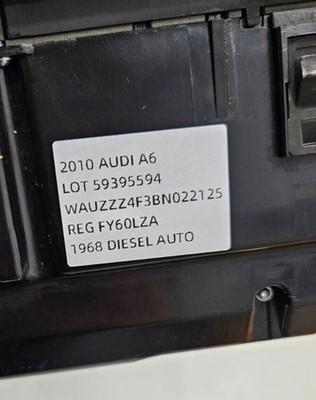 2010 AUDI A6
LOT 59395594
WAUZZZ4F3BN022125
REG FY60LZA
1968 DIESEL AUTO